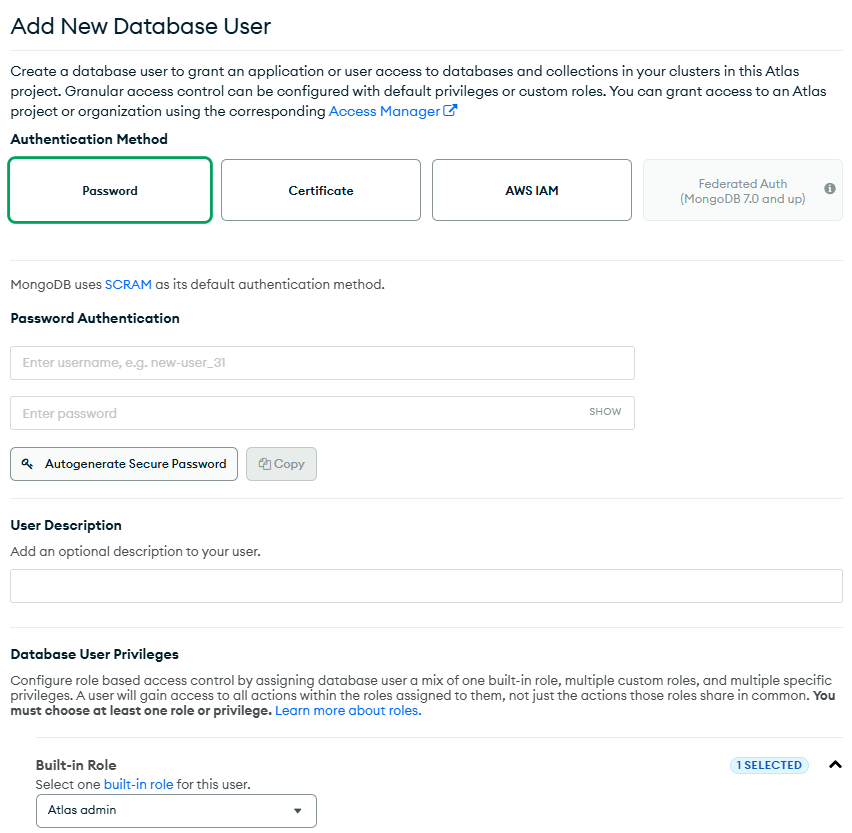 Add New Database User
Create a database user to grant an application or user access to databases and collections in your clusters in this Atlas
project. Granular access control can be configured with default privileges or custom roles. You can grant access to an Atlas
project or organization using the corresponding Access Manager
Authentication Method
Password
Certificate
AWS IAM
Federated Auth
(MongoDB 7.0 and up)
MongoDB uses SCRAM as its default authentication method.
Password Authentication
Enter username, e.g. new-user_31
Enter password
SHOW
Autogenerate Secure Password
Copy
User Description
Add an optional description to your user.
Database User Privileges
Configure role based access control by assigning database user a mix of one built-in role, multiple custom roles, and multiple specific
privileges. A user will gain access to all actions within the roles assigned to them, not just the actions those roles share in common. You
must choose at least one role or privilege. Learn more about roles.
Built-in Role
1 SELECTED
Select one built-in role for this user.
Atlas admin